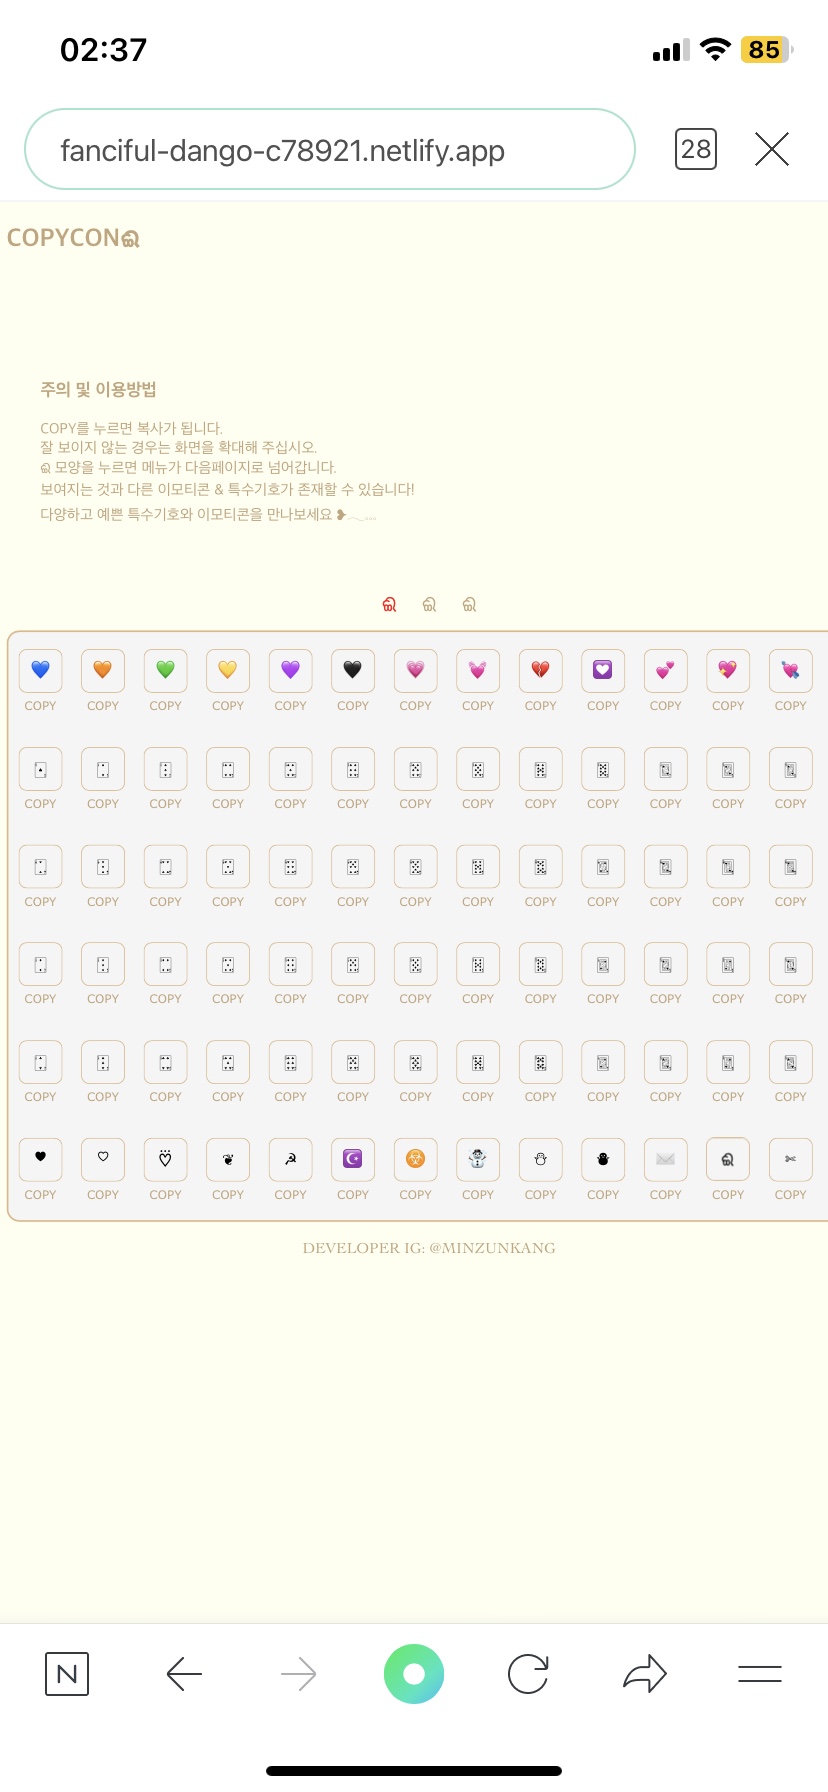 02:37
85
fanciful-dango-c78921.netlify.app
28
COPYCONᙏ
주의 및 이용방법
COPY를 누르면 복사가 됩니다.
잘 보이지 않는 경우는 화면을 확대해 주십시오.
모양을 누르면 메뉴가 다음페이지로 넘어갑니다.
보여지는 것과 다른 이모티콘 & 특수기호가 존재할 수 있습니다!
다양하고 예쁜 특수기호와 이모티콘을 만나보세요 ❥
COPY COPY COPY COPY COPY COPY COPY COPY COPY COPY COPY COPY COPY
COPY COPY COPY COPY COPY COPY COPY COPY COPY COPY COPY COPY COPY
COPY COPY COPY COPY COPY COPY COPY COPY COPY COPY COPY COPY COPY
COPY COPY COPY COPY COPY COPY COPY COPY COPY COPY COPY COPY COPY
COPY COPY COPY COPY COPY COPY COPY COPY COPY COPY COPY COPY COPY
COPY COPY COPY COPY COPY COPY COPY COPY COPY COPY COPY COPY COPY
DEVELOPER IG: @MINZUNKANG
N